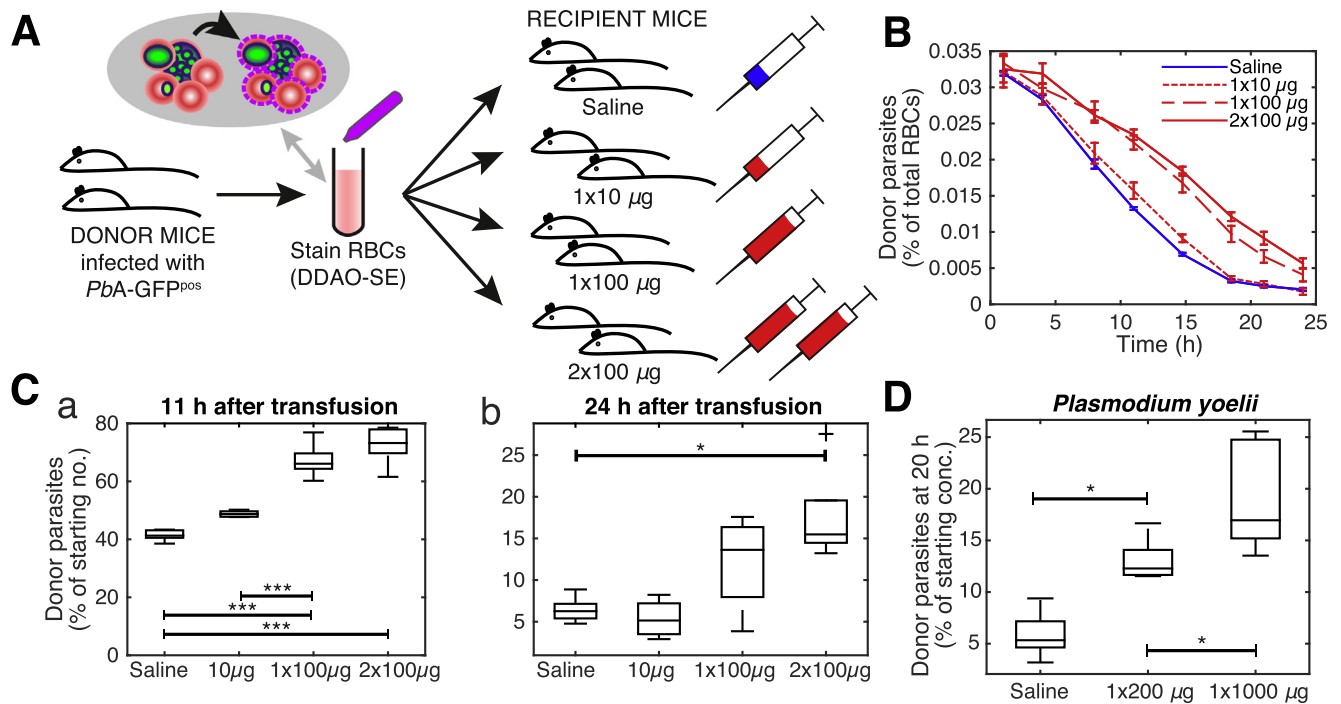 A
RECIPIENT MICE
Saline
1x10 µg
1x100 µg
2x100 µg
DONOR MICE
infected with
PbA-GFPpos
Stain RBCs
(DDAO-SE)
B
Donor parasites
(% of total RBCs)
0.035
0.03
0.025
0.02
0.015
0.01
0.005
0
0 5 10 15 20 25
Time (h)
Saline
1x10 µg
1x100 µg
2x100 µg
C
a
11 h after transfusion
Donor parasites
(% of starting no.)
80
60
40
20
0
***
***
***
Saline 10µg 1x100µg 2x100µg
b
24 h after transfusion
25
20
15
10
5
*
Saline 10µg 1x100µg 2x100µg
D
Plasmodium yoelii
Donor parasites at 20 h
(% of starting conc.)
25
20
15
10
5
*
*
Saline 1x200 µg 1x1000 µg